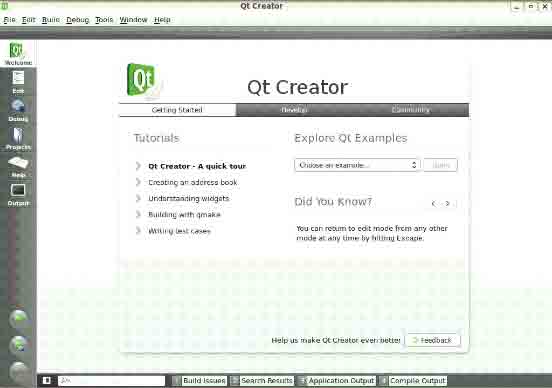 Qt Creator
File Edit Build Debug Tools Window Help
Welcome
Edit
Debug
Projects
Help
Output
Qt
Qt Creator
Getting Started Develop Community
Tutorials
Qt Creator - A quick tour
Creating an address book
Understanding widgets
Building with qmake
Writing test cases
Explore Qt Examples
Choose an example... Open
Did You Know?
You can return to edit mode from any other
mode at any time by hitting Escape.
Help us make Qt Creator even better Feedback
1 Build Issues 2 Search Results 3 Application Output 4 Compile Output